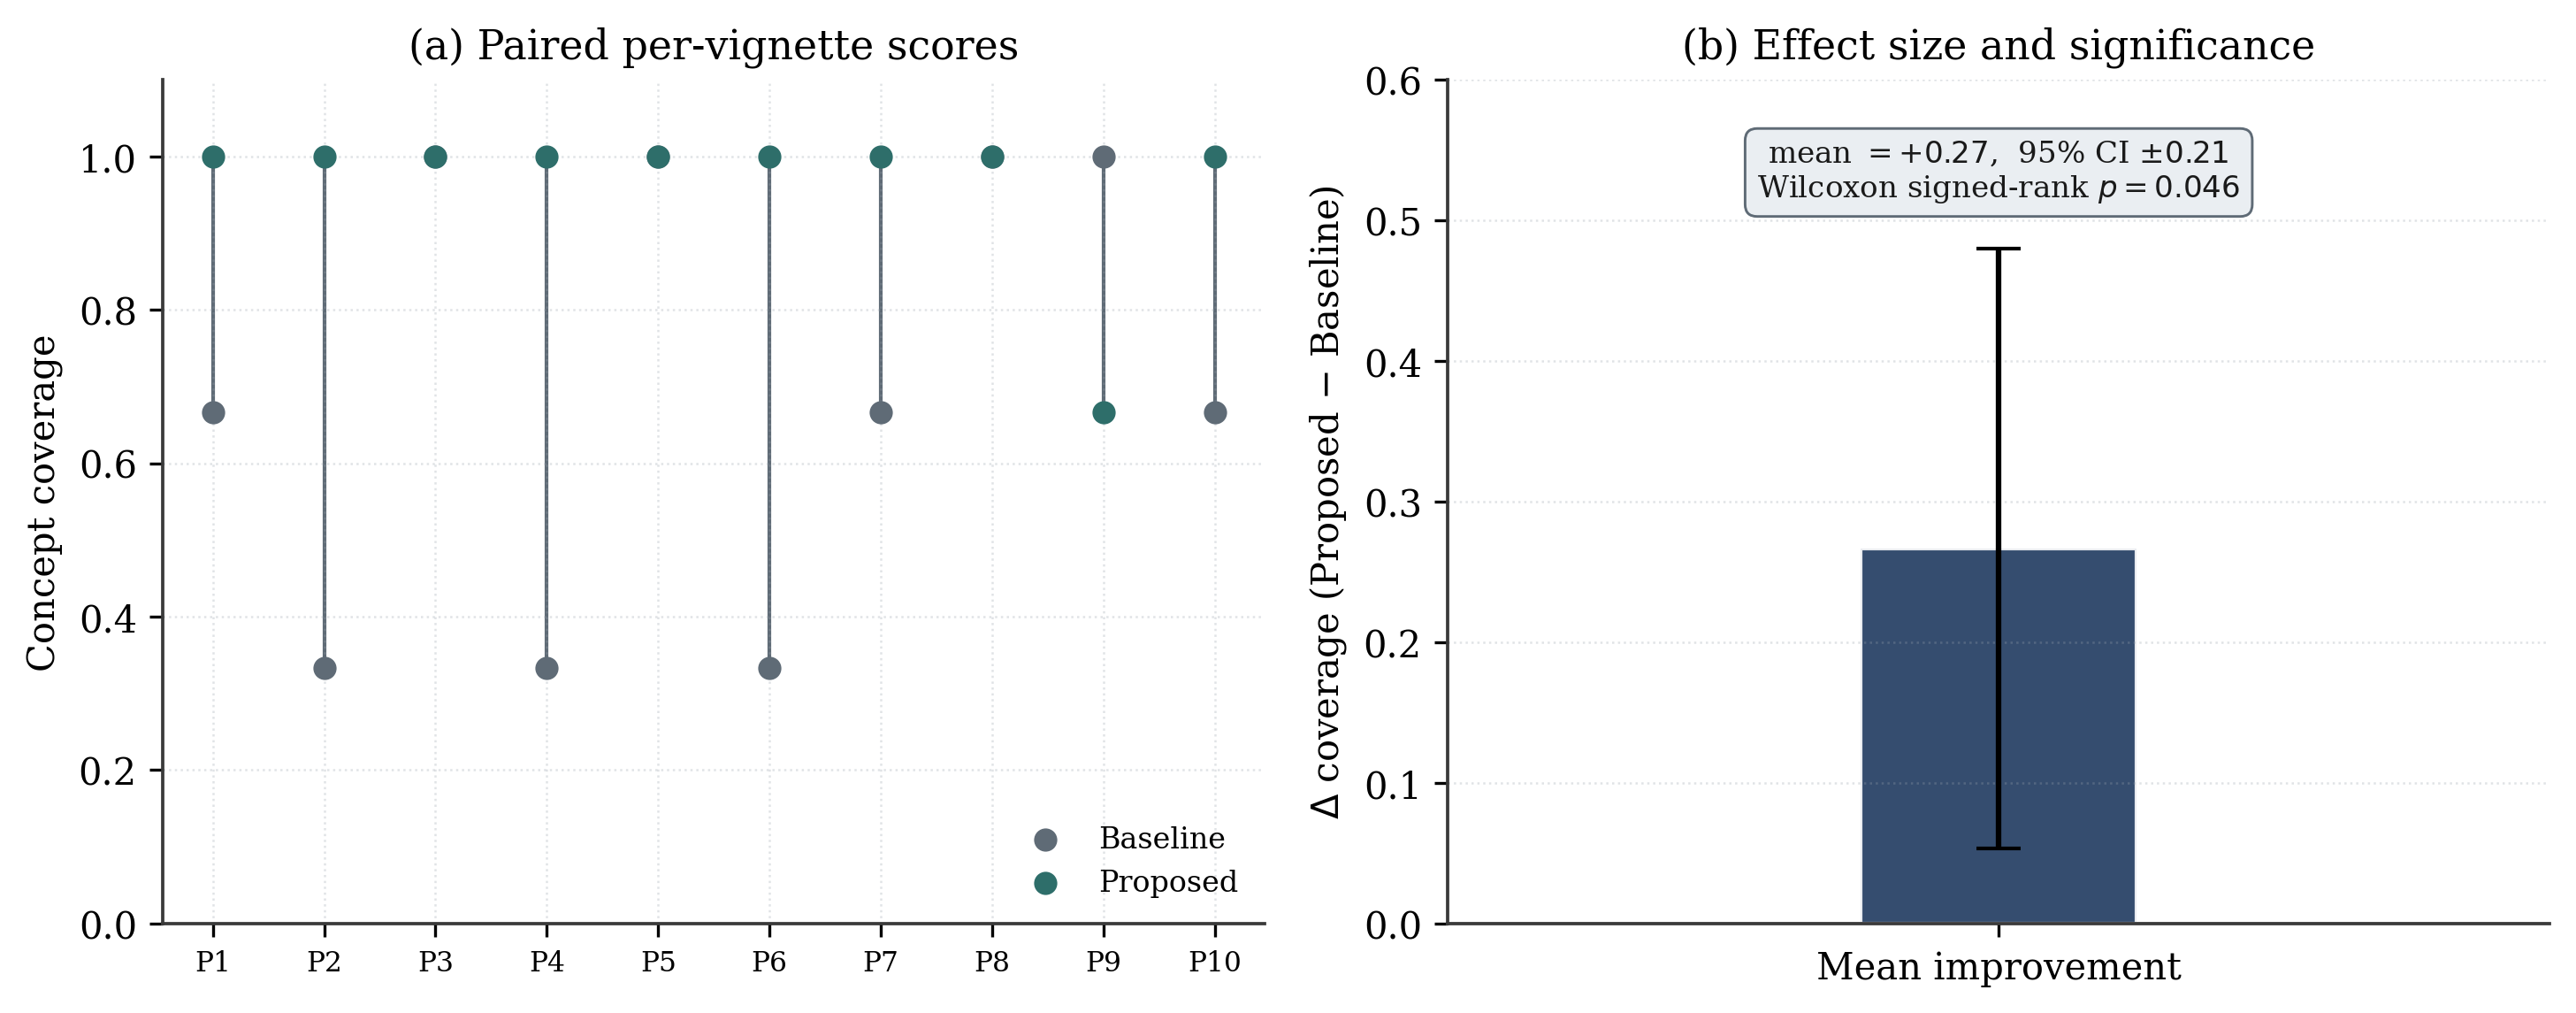 (a) Paired per-vignette scores
Concept coverage
1.0
0.8
0.6
0.4
0.2
0.0
P1 P2 P3 P4 P5 P6 P7 P8 P9 P10
Baseline
Proposed
(b) Effect size and significance
Δ coverage (Proposed − Baseline)
0.6
0.5
0.4
0.3
0.2
0.1
0.0
mean = +0.27, 95% CI ±0.21
Wilcoxon signed-rank p = 0.046
Mean improvement